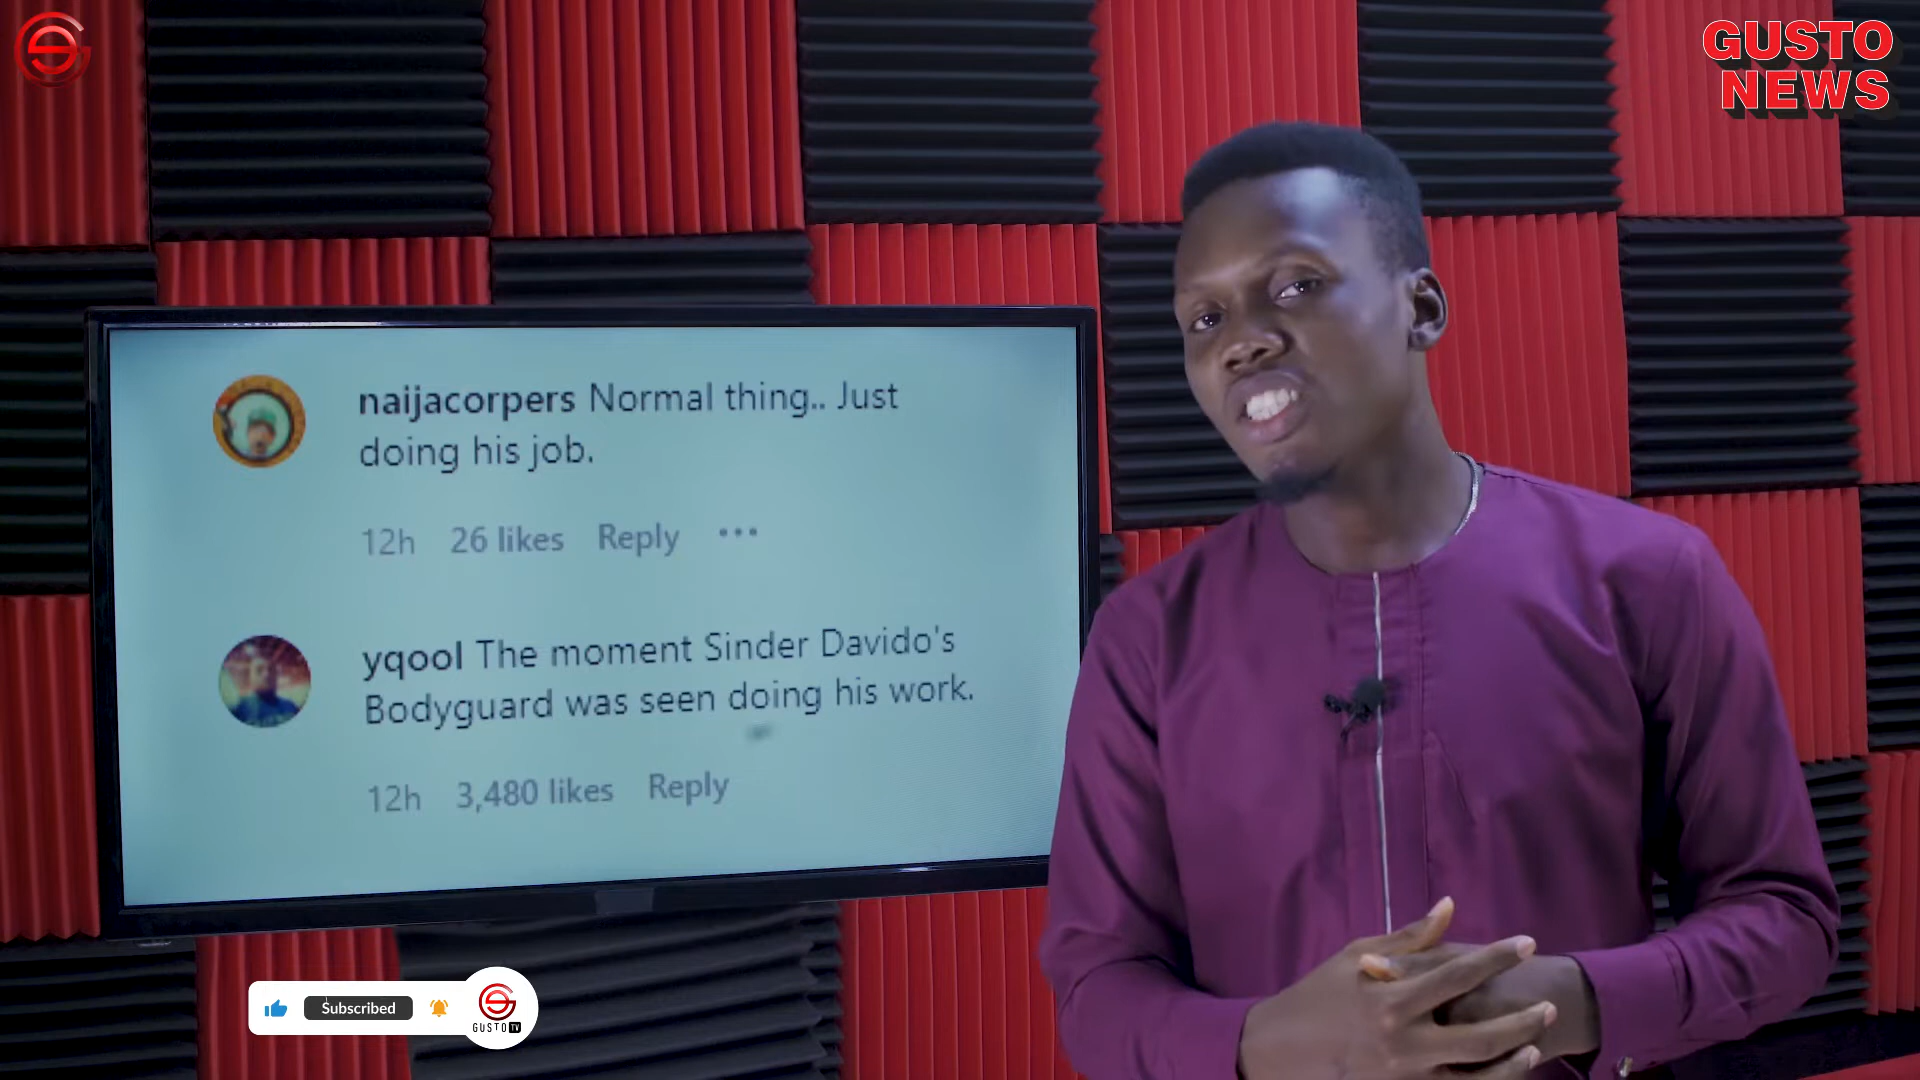 GUSTO
NEWS
naijacorpers Normal thing.. Just
doing his job.
12h 26 likes Reply •••
yqool The moment Sinder Davido's
Bodyguard was seen doing his work.
12h 3,480 likes Reply
Subscribed
GUSTO TV